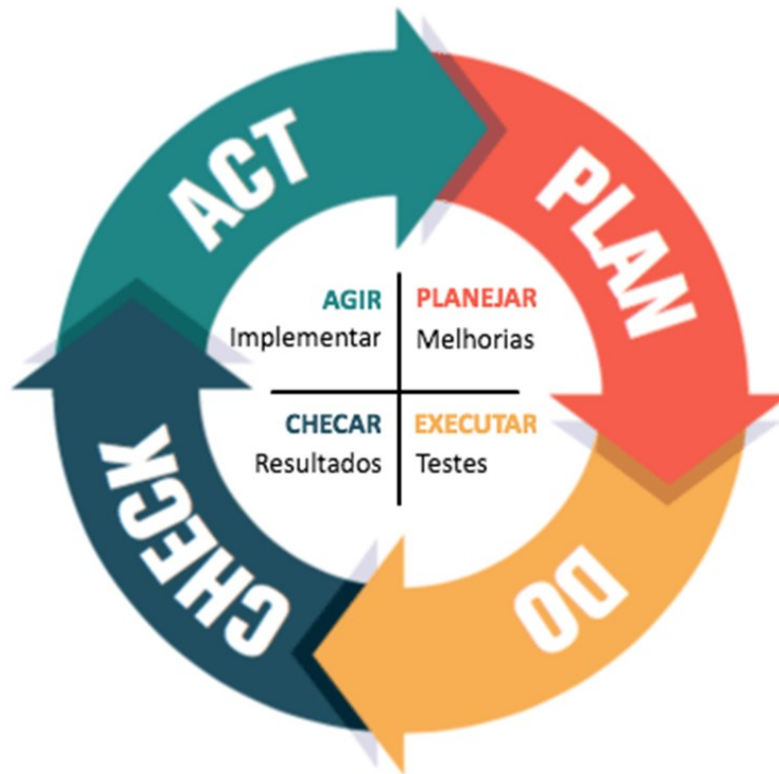 ACT
PLAN
AGIR
Implementar
PLANEJAR
Melhorias
CHECAR
Resultados
EXECUTAR
Testes
CHECK
DO